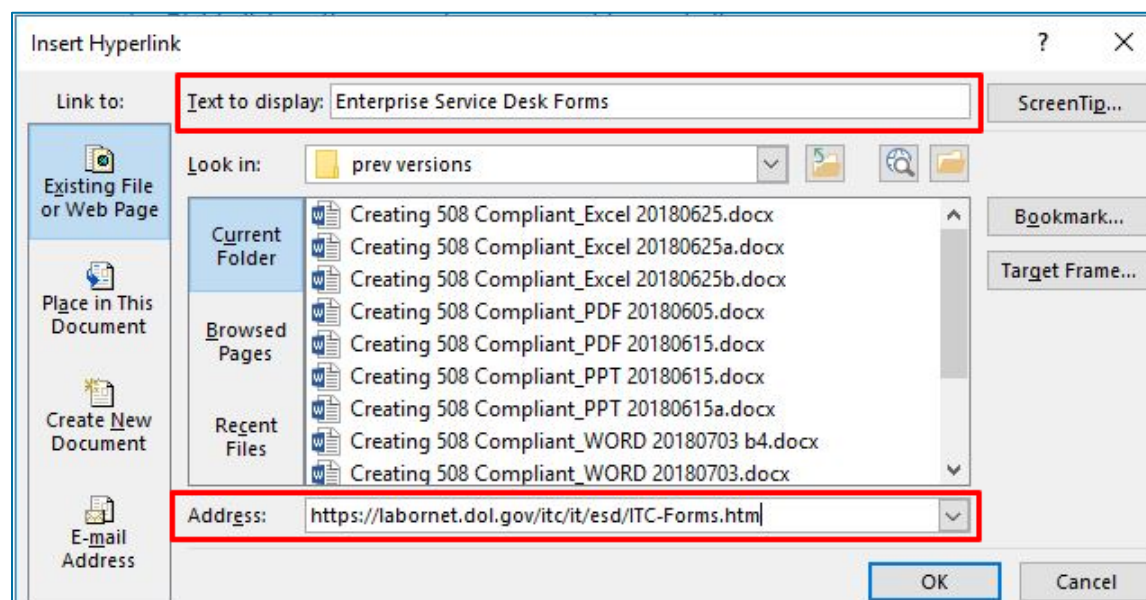 Insert Hyperlink ? X
Link to:
Text to display: Enterprise Service Desk Forms
ScreenTip...
Existing File
or Web Page
Look in: prev versions
Current
Folder
Creating 508 Compliant_Excel 20180625.docx
Creating 508 Compliant_Excel 20180625a.docx
Creating 508 Compliant_Excel 20180625b.docx
Creating 508 Compliant_PDF 20180605.docx
Creating 508 Compliant_PDF 20180615.docx
Creating 508 Compliant_PPT 20180615.docx
Creating 508 Compliant_PPT 20180615a.docx
Creating 508 Compliant_WORD 20180703 b4.docx
Creating 508 Compliant_WORD 20180703.docx
Bookmark...
Target Frame...
Place in This
Document
Browsed
Pages
Create New
Document
Recent
Files
Address: https://labornet.dol.gov/itc/it/esd/ITC-Forms.htm
E-mail
Address
OK
Cancel